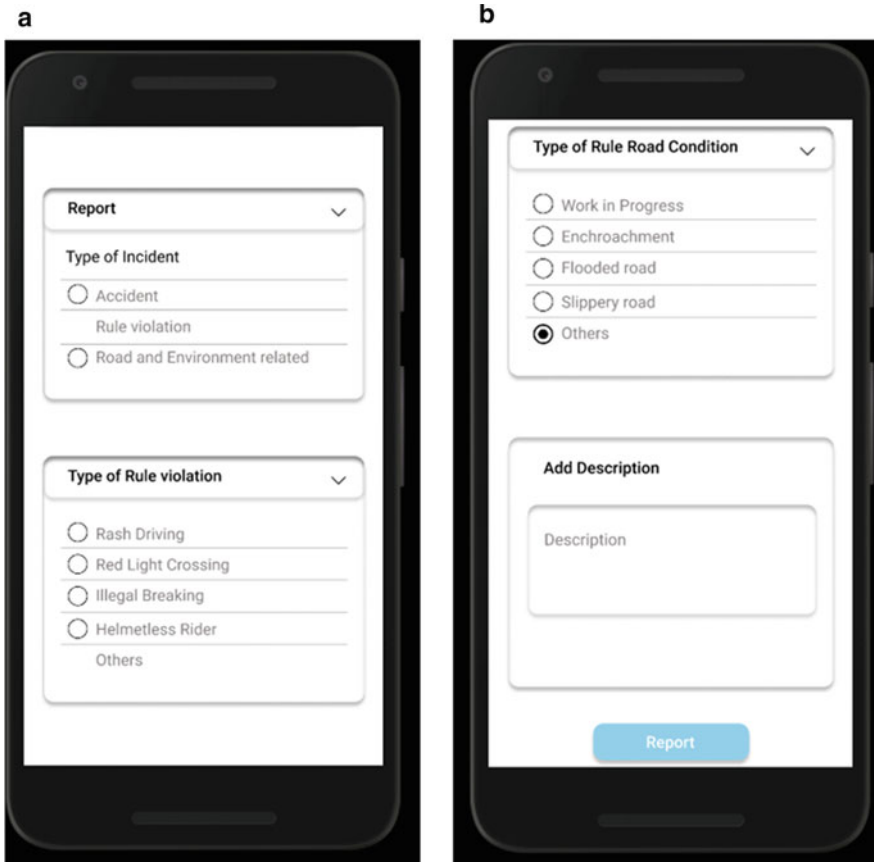 a
Report
Type of Incident
Accident
Rule violation
Road and Environment related
Type of Rule violation
Rash Driving
Red Light Crossing
Illegal Breaking
Helmetless Rider
Others
b
Type of Rule Road Condition
Work in Progress
Enchroachment
Flooded road
Slippery road
Others
Add Description
Description
Report